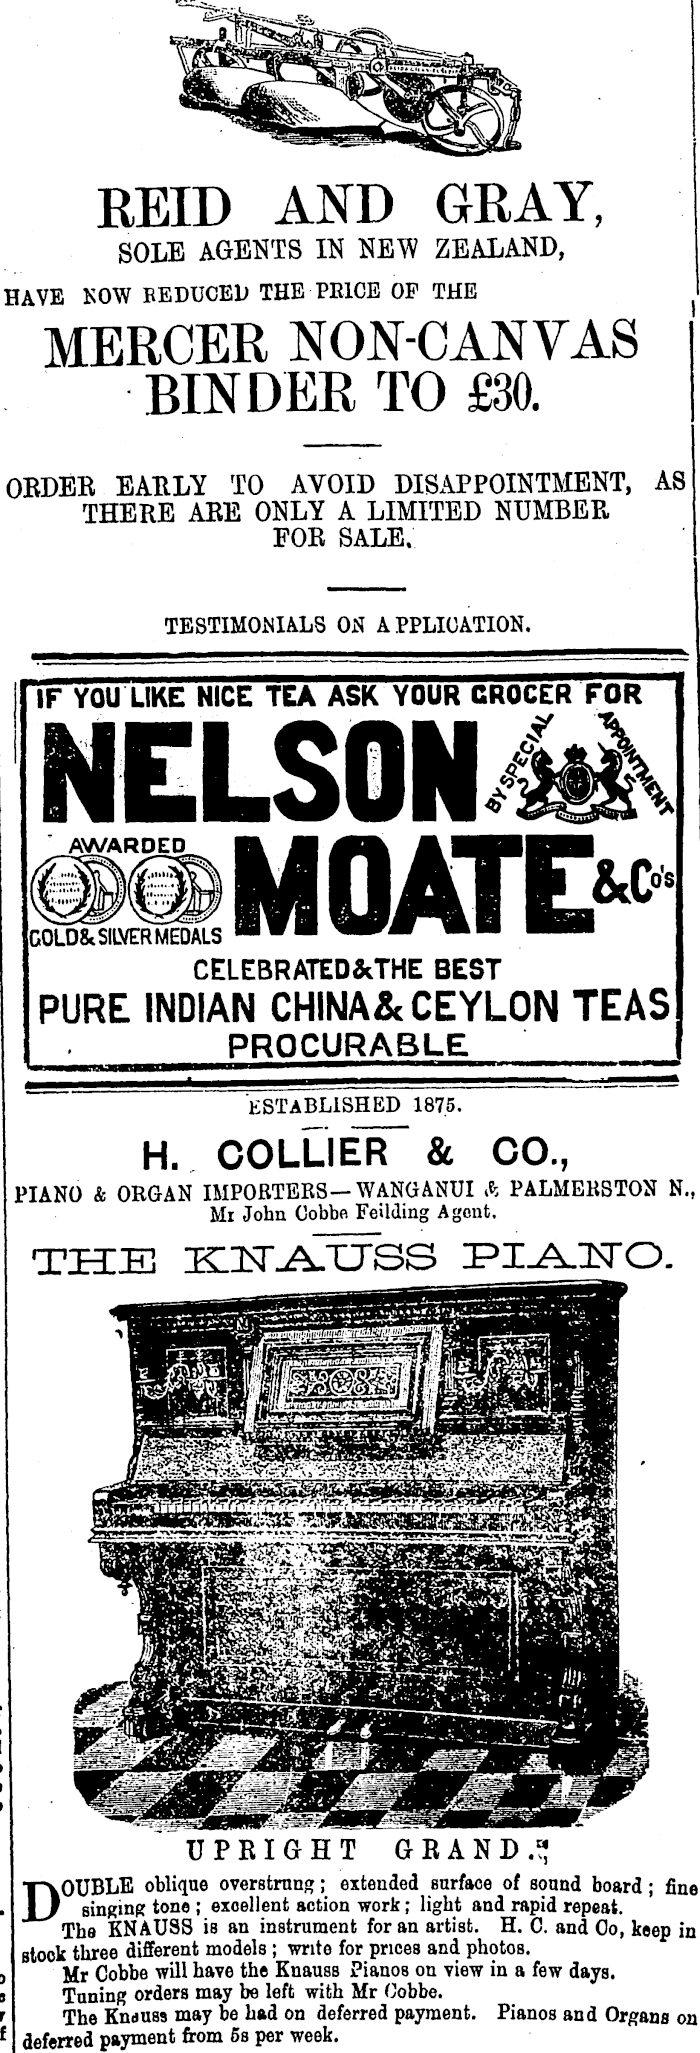 REID AND GRAY,
SOLE AGENTS IN NEW ZEALAND,
HAVE NOW REDUCED THE PRICE OF THE
MERCER NON-CANVAS
BINDER TO £30.
ORDER EARLY TO AVOID DISAPPOINTMENT, AS
THERE ARE ONLY A LIMITED NUMBER
FOR SALE.
TESTIMONIALS ON APPLICATION.
IF YOU LIKE NICE TEA ASK YOUR GROCER FOR
NELSON
BY SPECIAL APPOINTMENT
AWARDED
GOLD & SILVER MEDALS
MOATE & Co's
CELEBRATED & THE BEST
PURE INDIAN CHINA & CEYLON TEAS
PROCURABLE
ESTABLISHED 1875.
H. COLLIER & CO.,
PIANO & ORGAN IMPORTERS—WANGANUI & PALMERSTON N.,
Mr John Cobbe Feilding Agent.
THE KNAUSS PIANO.
UPRIGHT GRAND.
DOUBLE oblique overstrung; extended surface of sound board; fine
singing tone; excellent action work; light and rapid repeat.
The KNAUSS is an instrument for an artist. H. C. and Co, keep in
stock three different models; write for prices and photos.
Mr Cobbe will have the Knauss Pianos on view in a few days.
Tuning orders may be left with Mr Cobbe.
The Knauss may be had on deferred payment. Pianos and Organs on
deferred payment from 5s per week.